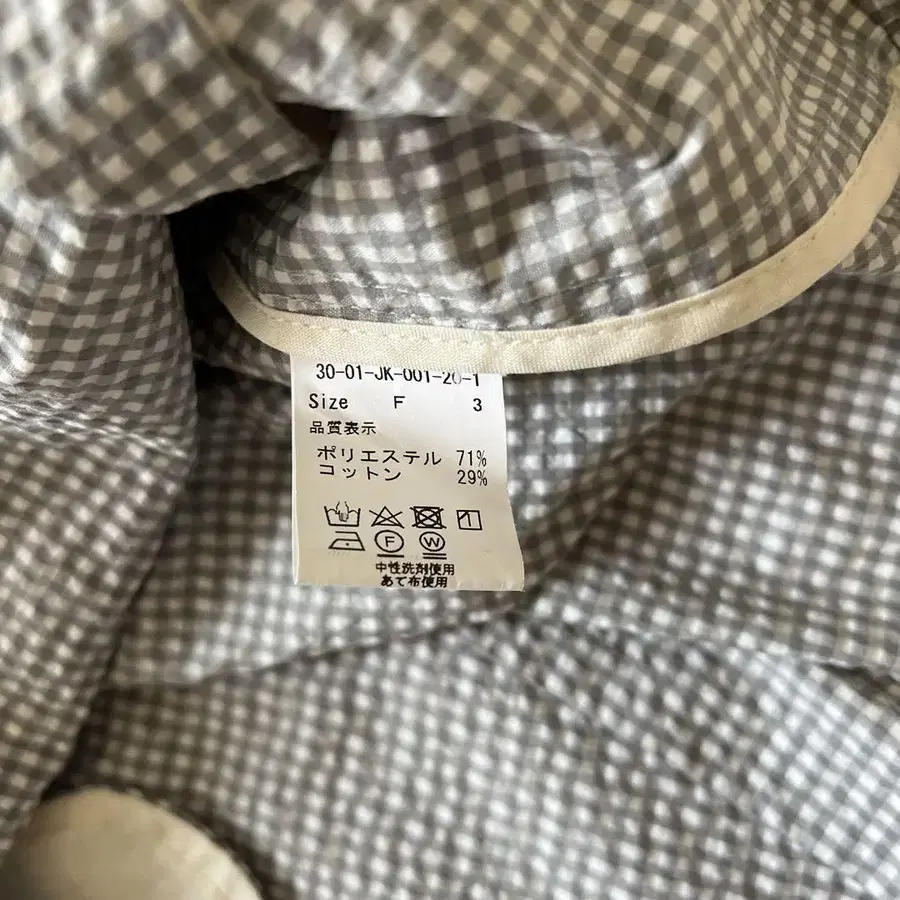 30-01-JK-001-20-1
Size F 3
品質表示
ポリエステル 71%
コットン 29%
F W
中性洗剤使用
あて布使用